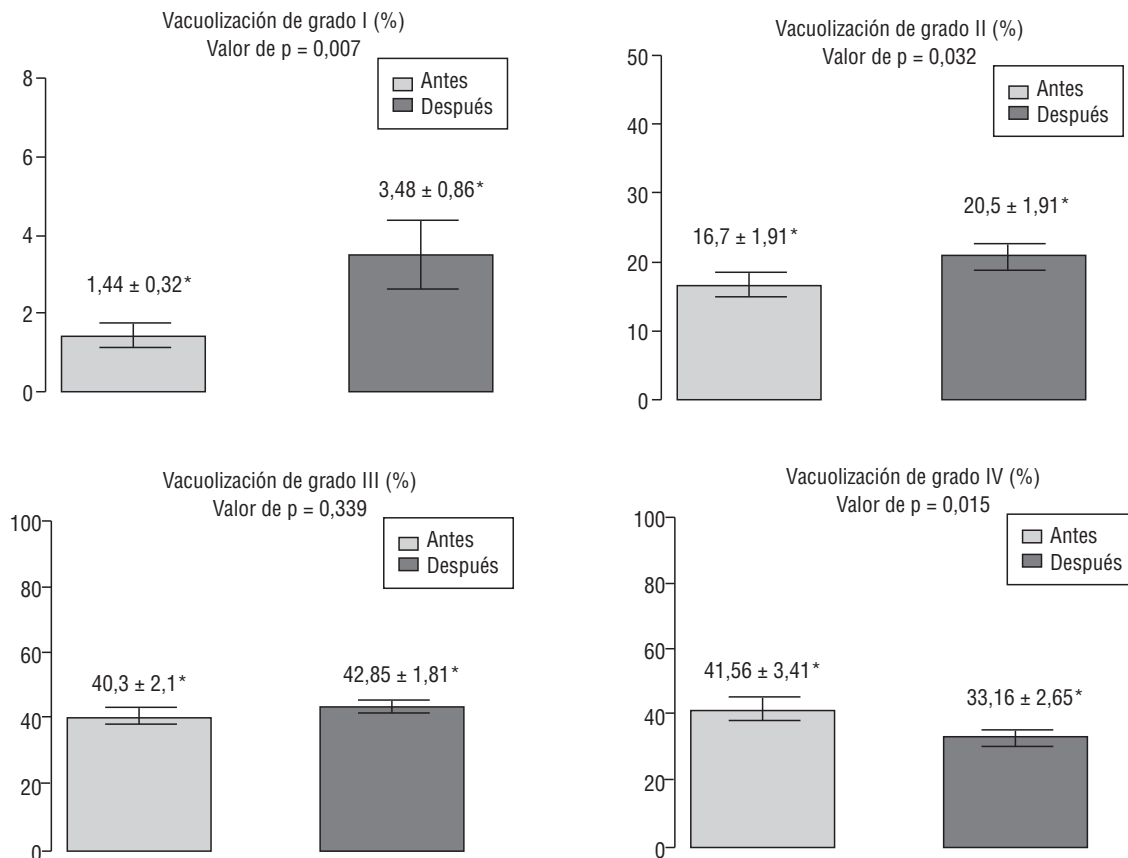 Vacuolización de grado I (%)
Valor de p = 0,007
Antes
Después
8
6
4
2
0
1,44 ± 0,32*
3,48 ± 0,86*
Vacuolización de grado II (%)
Valor de p = 0,032
Antes
Después
50
40
30
20
10
0
16,7 ± 1,91*
20,5 ± 1,91*
Vacuolización de grado III (%)
Valor de p = 0,339
Antes
Después
100
80
60
40
20
0
40,3 ± 2,1*
42,85 ± 1,81*
Vacuolización de grado IV (%)
Valor de p = 0,015
Antes
Después
100
80
60
40
20
0
41,56 ± 3,41*
33,16 ± 2,65*